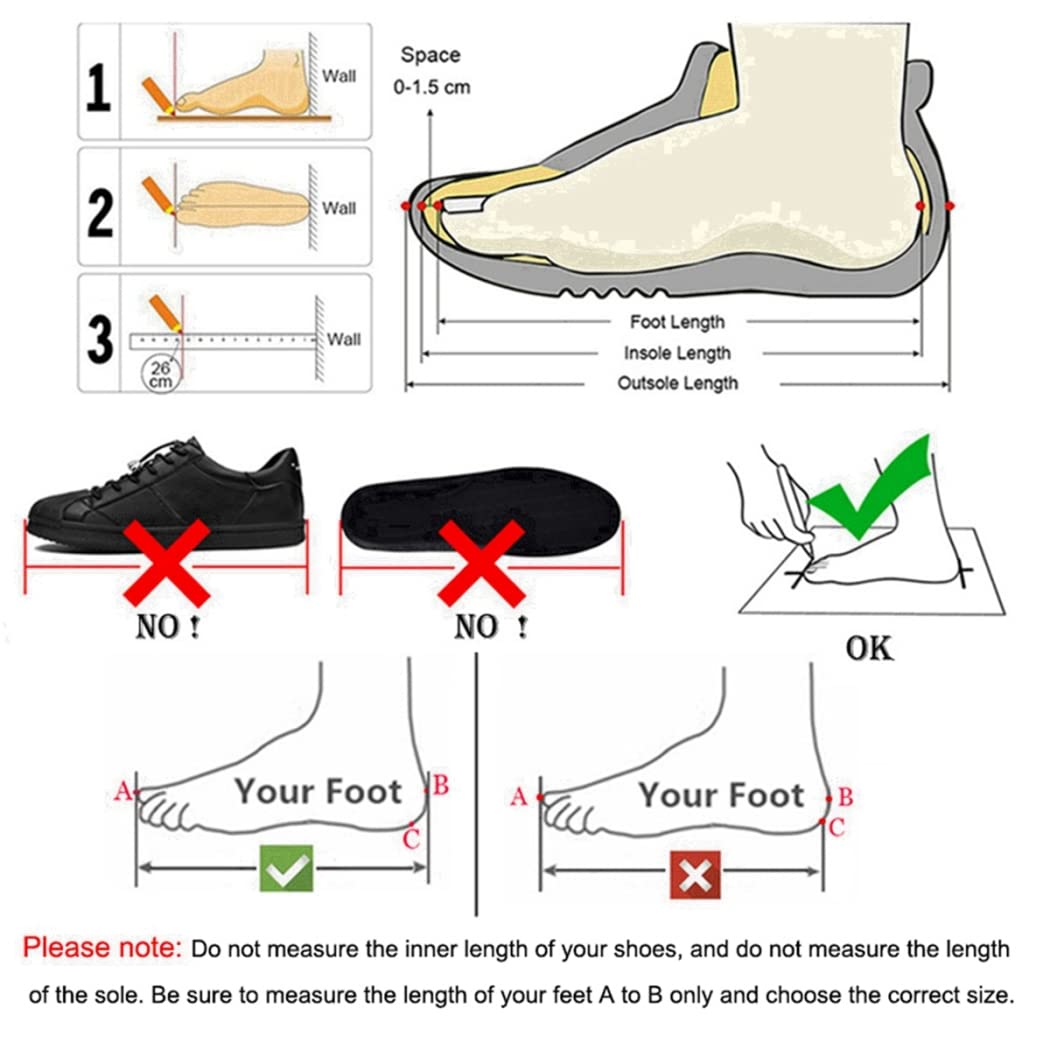 1
Wall
2
Wall
3
Wall
26
cm
Space
0-1.5 cm
Foot Length
Insole Length
Outsole Length
NO !
NO !
OK
A
Your Foot
B
C
A
Your Foot
B
C
Please note: Do not measure the inner length of your shoes, and do not measure the length
of the sole. Be sure to measure the length of your feet A to B only and choose the correct size.